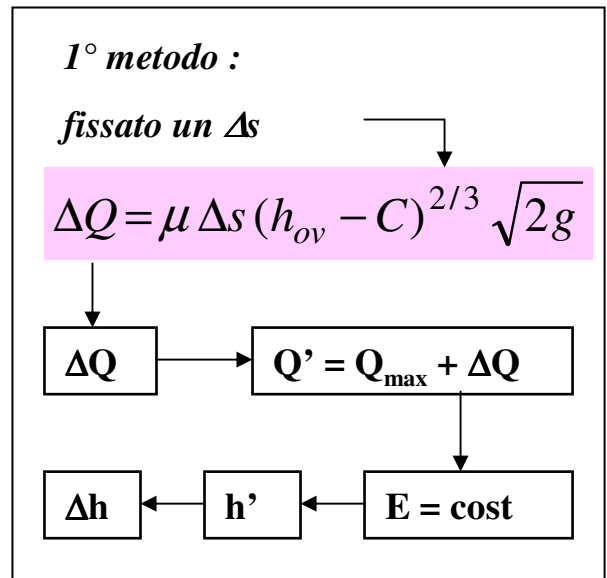 1° metodo :
fissato un Δs
ΔQ = μ Δs (h_ov − C)^2/3 √2g
ΔQ
Q’ = Q_max + ΔQ
Δh
h’
E = cost